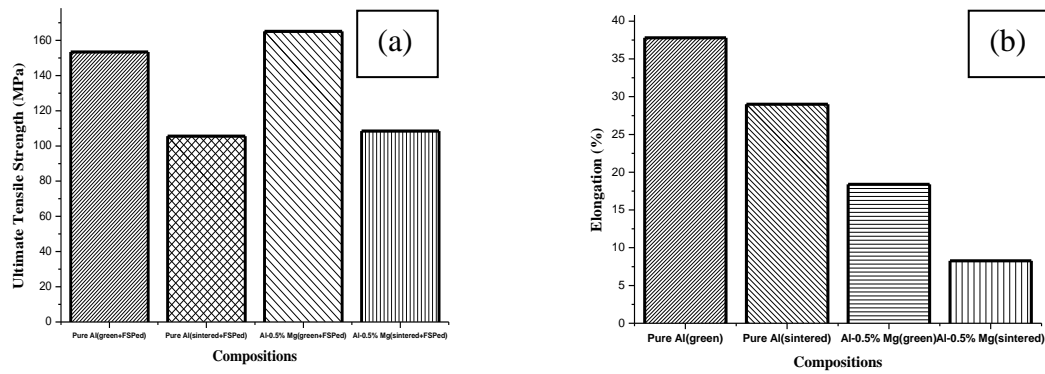 (a)
Ultimate Tensile Strength (MPa)
160
140
120
100
80
60
40
20
0
Pure Al(green+FSPed) Pure Al(sintered+FSPed) Al-0.5% Mg(green+FSPed) Al-0.5% Mg(sintered+FSPed)
Compositions
(b)
Elongation (%)
40
35
30
25
20
15
10
5
0
Pure Al(green) Pure Al(sintered) Al-0.5% Mg(green) Al-0.5% Mg(sintered)
Compositions